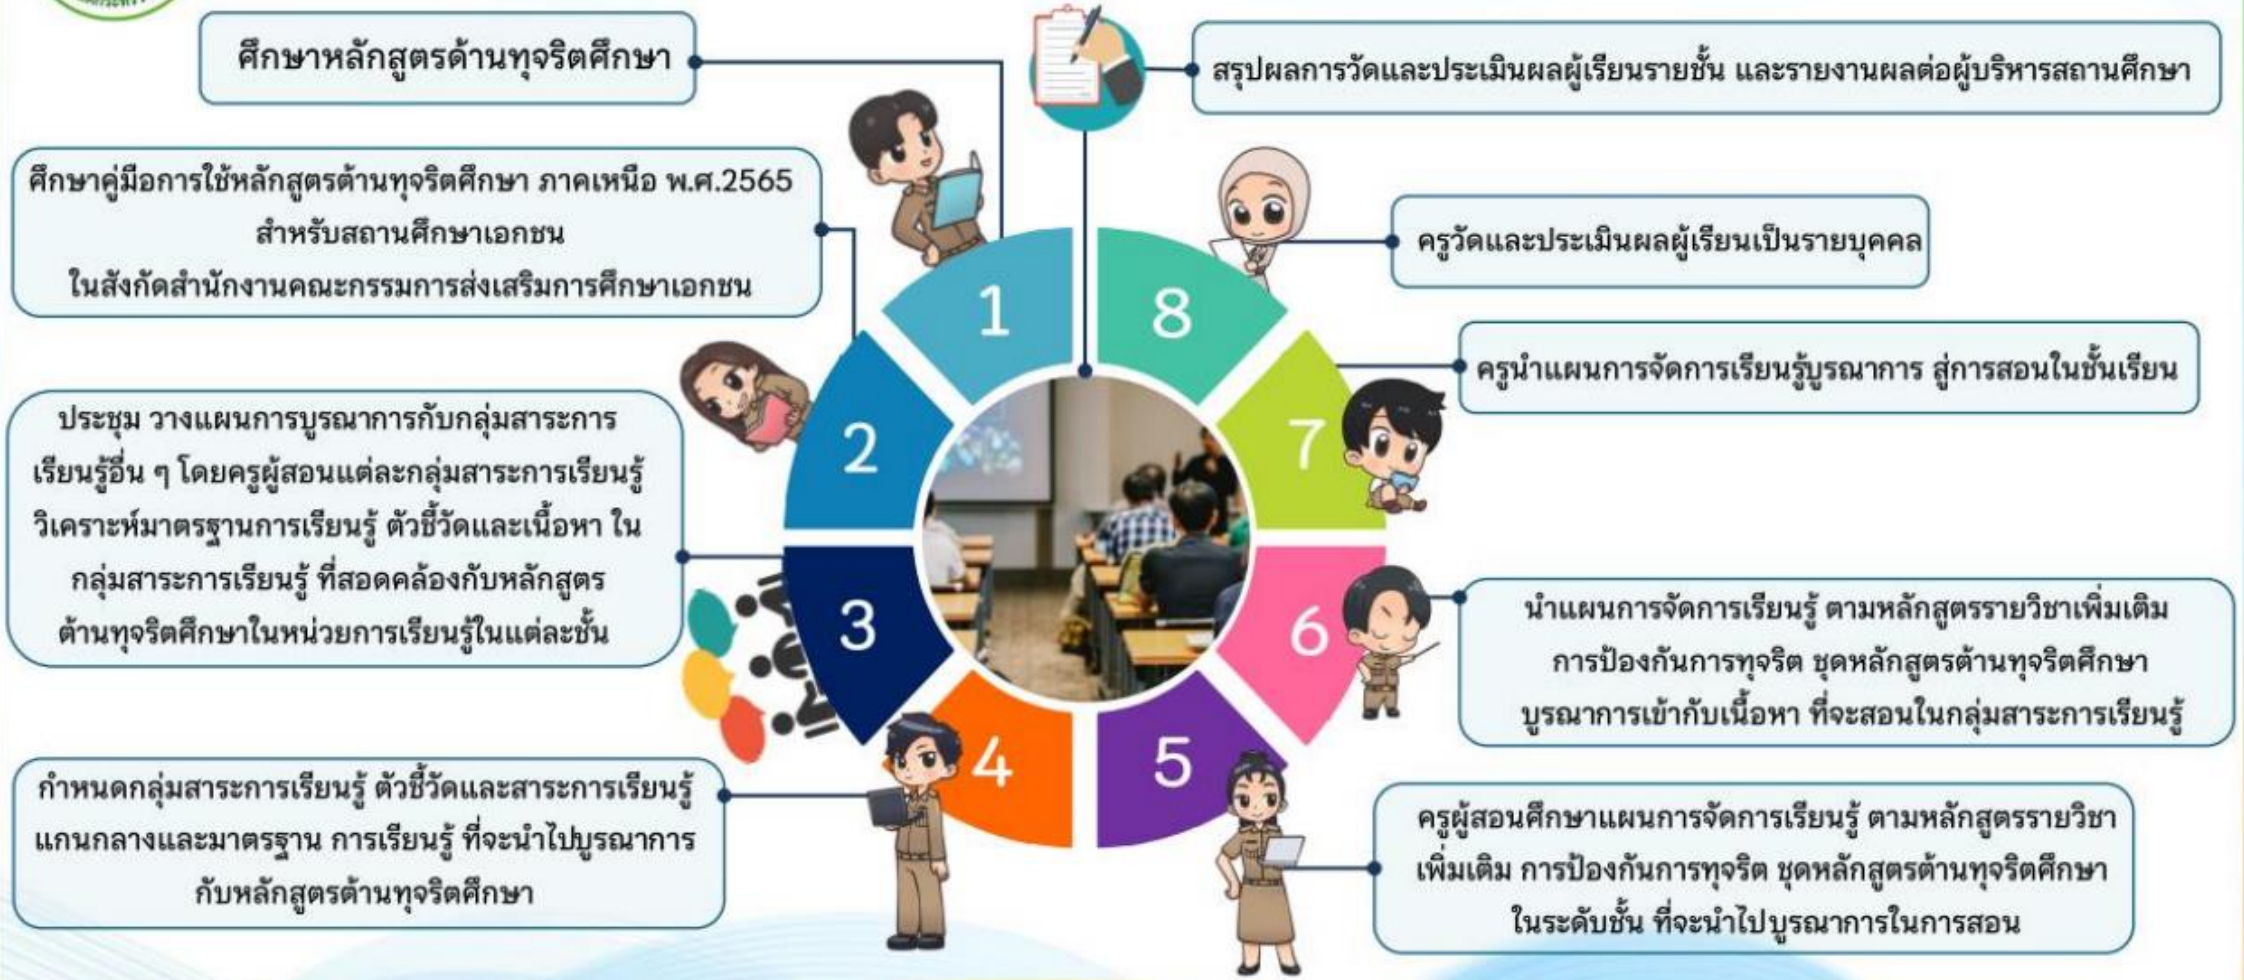 ศึกษาหลักสูตรด้านทุจริตศึกษา
ศึกษาคู่มือการใช้หลักสูตรต้านทุจริตศึกษา ภาคเหนือ พ.ศ.2565
สำหรับสถานศึกษาเอกชน
ในสังกัดสำนักงานคณะกรรมการส่งเสริมการศึกษาเอกชน
ประชุม วางแผนการบูรณาการกับกลุ่มสาระการ
เรียนรู้อื่น ๆ โดยครูผู้สอนแต่ละกลุ่มสาระการเรียนรู้
วิเคราะห์มาตรฐานการเรียนรู้ ตัวชี้วัดและเนื้อหา ใน
กลุ่มสาระการเรียนรู้ ที่สอดคล้องกับหลักสูตร
ต้านทุจริตศึกษาในหน่วยการเรียนรู้ในแต่ละชั้น
กำหนดกลุ่มสาระการเรียนรู้ ตัวชี้วัดและสาระการเรียนรู้
แกนกลางและมาตรฐาน การเรียนรู้ ที่จะนำไปบูรณาการ
กับหลักสูตรต้านทุจริตศึกษา
1
2
3
4
5
6
7
8
สรุปผลการวัดและประเมินผลผู้เรียนรายชั้น และรายงานผลต่อผู้บริหารสถานศึกษา
ครูวัดและประเมินผลผู้เรียนเป็นรายบุคคล
ครูนำแผนการจัดการเรียนรู้บูรณาการ สู่การสอนในชั้นเรียน
นำแผนการจัดการเรียนรู้ ตามหลักสูตรรายวิชาเพิ่มเติม
การป้องกันการทุจริต ชุดหลักสูตรต้านทุจริตศึกษา
บูรณาการเข้ากับเนื้อหา ที่จะสอนในกลุ่มสาระการเรียนรู้
ครูผู้สอนศึกษาแผนการจัดการเรียนรู้ ตามหลักสูตรรายวิชา
เพิ่มเติม การป้องกันการทุจริต ชุดหลักสูตรต้านทุจริตศึกษา
ในระดับชั้น ที่จะนำไปบูรณาการในการสอน